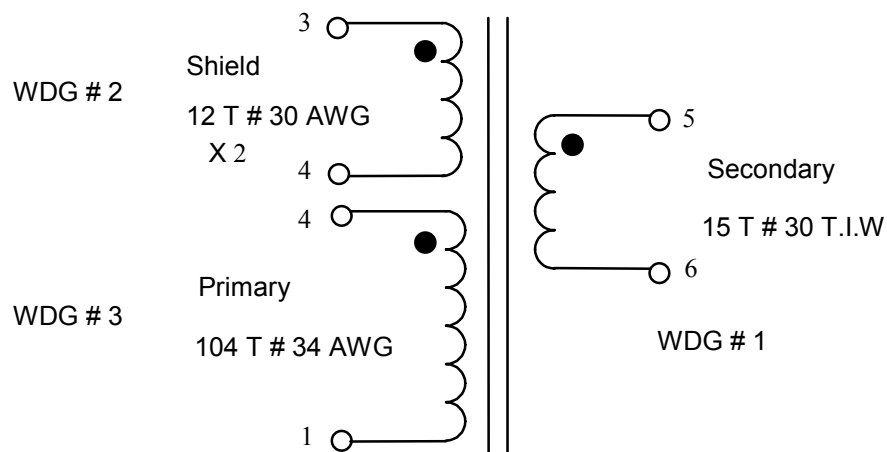 3
Shield
WDG # 2
12 T # 30 AWG
X 2
4
5
Secondary
15 T # 30 T.I.W
6
WDG # 1
4
Primary
WDG # 3
104 T # 34 AWG
1